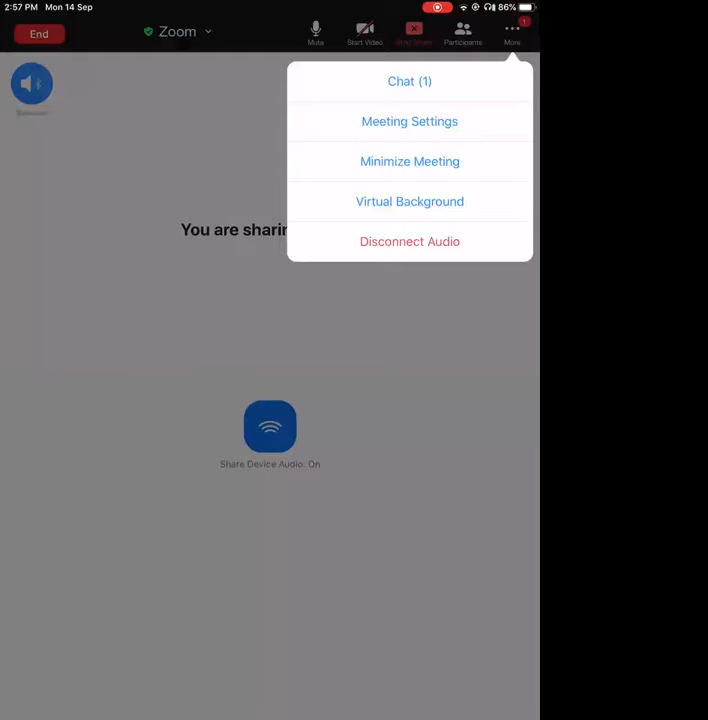 2:57 PM Mon 14 Sep
86%
End
Zoom
Mute
Start Video
Participants
More
1
Chat (1)
Meeting Settings
Minimize Meeting
Virtual Background
Disconnect Audio
You are sharin
Share Device Audio: On